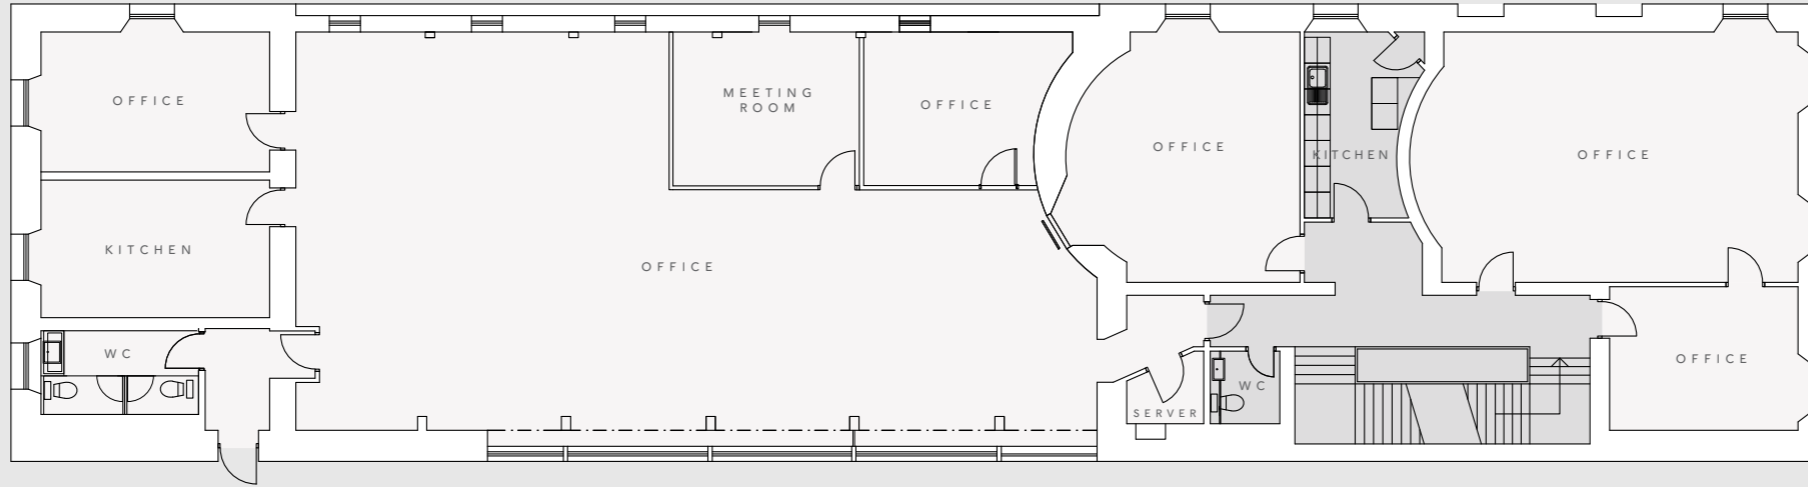 OFFICE
MEETING
ROOM
OFFICE
OFFICE
KITCHEN
OFFICE
KITCHEN
OFFICE
WC
OFFICE
WC
SERVER